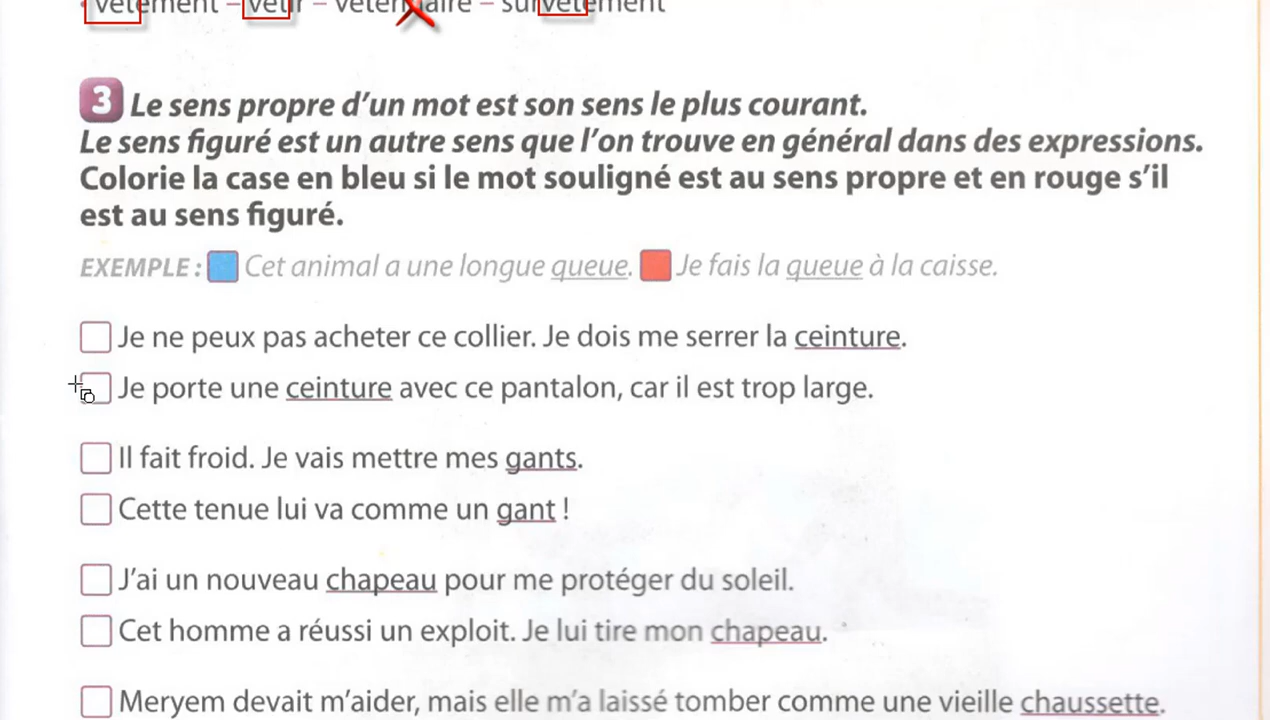 vêtement – vêtir – vétérinaire – survêtement
3 Le sens propre d'un mot est son sens le plus courant.
Le sens figuré est un autre sens que l'on trouve en général dans des expressions.
Colorie la case en bleu si le mot souligné est au sens propre et en rouge s'il
est au sens figuré.
EXEMPLE : Cet animal a une longue queue. Je fais la queue à la caisse.
Je ne peux pas acheter ce collier. Je dois me serrer la ceinture.
Je porte une ceinture avec ce pantalon, car il est trop large.
Il fait froid. Je vais mettre mes gants.
Cette tenue lui va comme un gant !
J'ai un nouveau chapeau pour me protéger du soleil.
Cet homme a réussi un exploit. Je lui tire mon chapeau.
Meryem devait m'aider, mais elle m'a laissé tomber comme une vieille chaussette.